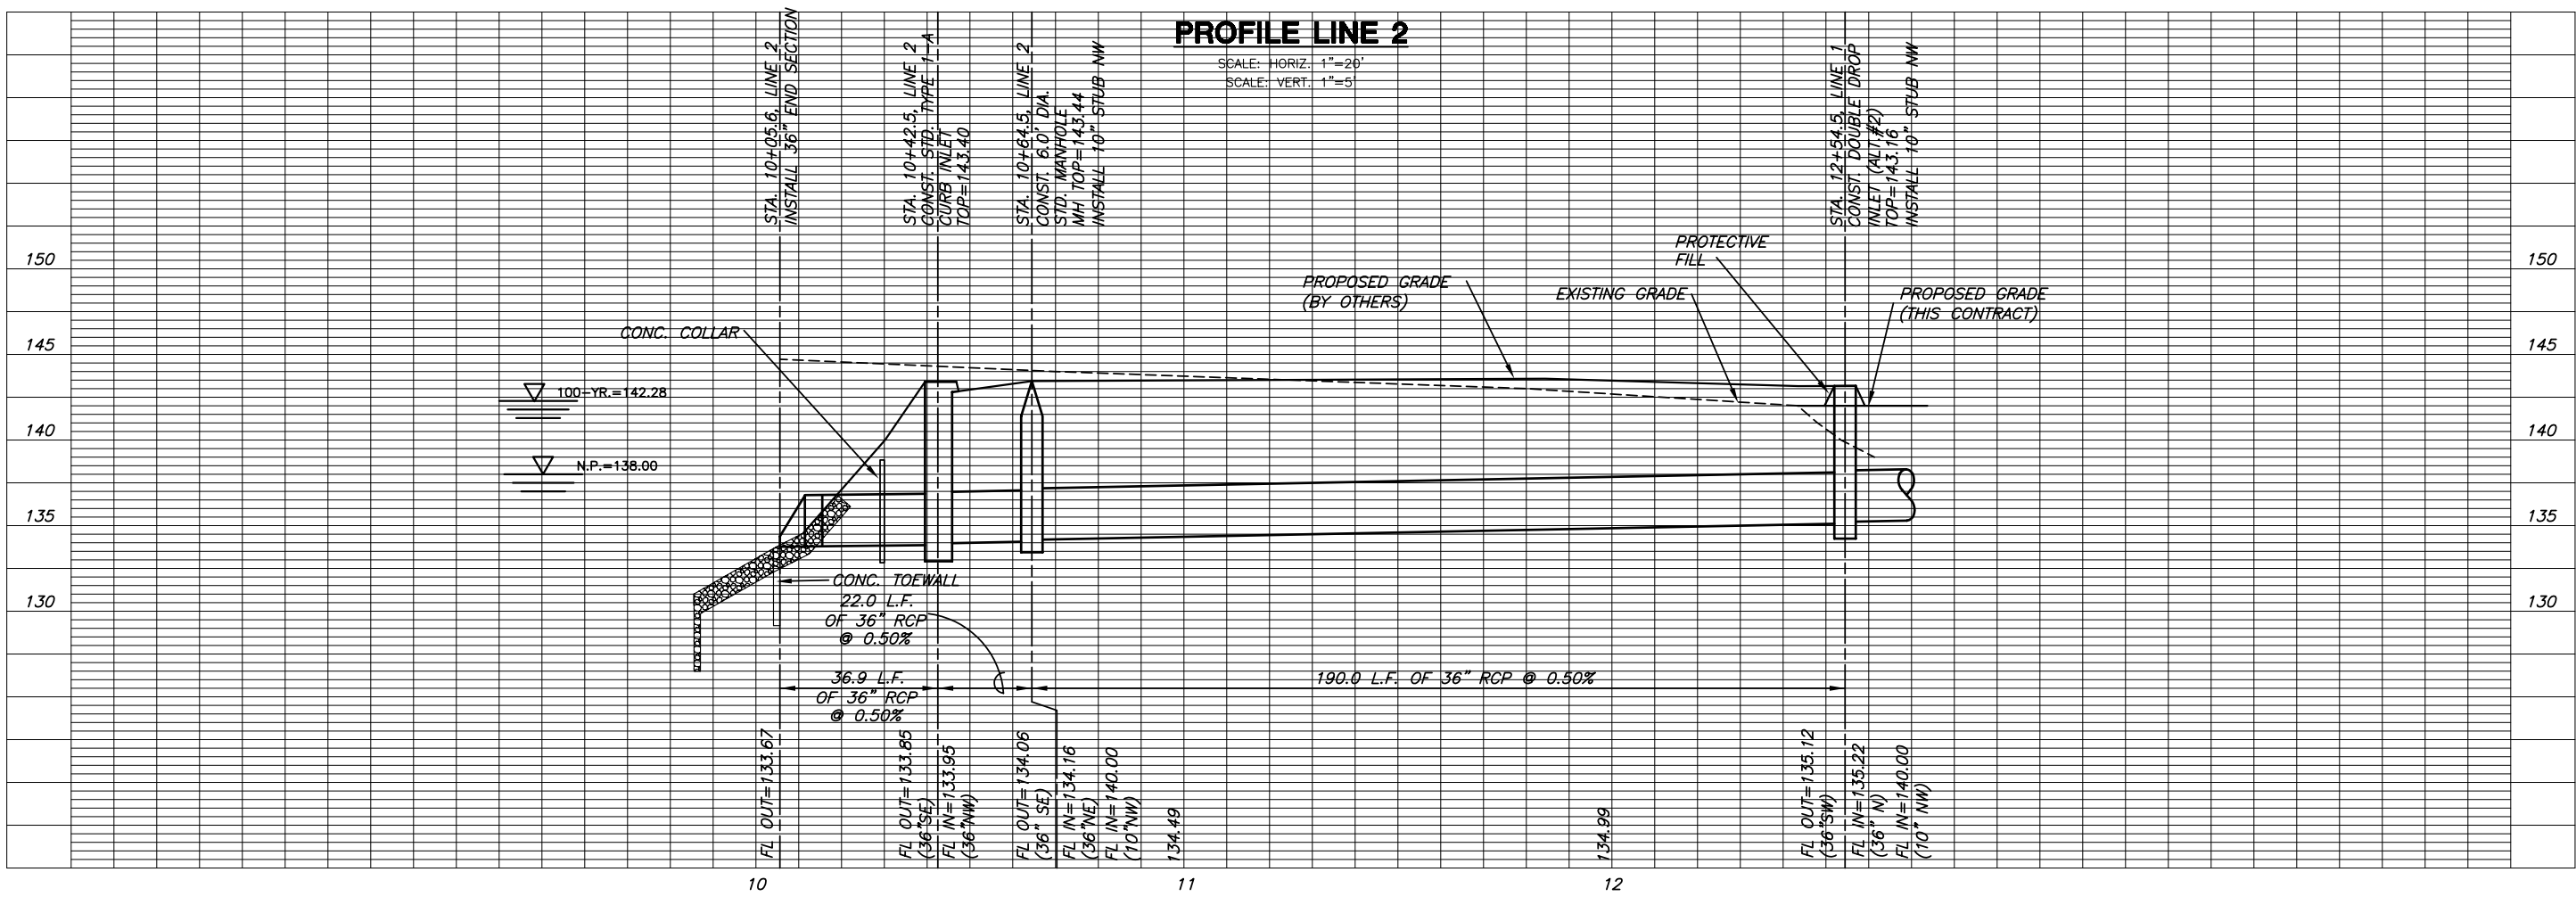 PROFILE LINE 2
SCALE: HORIZ. 1"=20'
SCALE: VERT. 1"=5'
STA. 10+05.6, LINE 2
INSTALL 36" END SECTION
STA. 10+42.5, LINE 2
CONST. STD. TYPE 1-A
CURB INLET
TOP=143.40
STA. 10+64.5, LINE 2
CONST. 6.0' DIA.
STD. MANHOLE
MH TOP=143.44
INSTALL 10" STUB NW
STA. 12+54.5, LINE 1
CONST. DOUBLE DROP
INLET (ALT.#2)
TOP=143.16
INSTALL 10" STUB NW
150
150
145
145
140
140
135
135
130
130
PROTECTIVE
FILL
PROPOSED GRADE
(BY OTHERS)
EXISTING GRADE
PROPOSED GRADE
(THIS CONTRACT)
CONC. COLLAR
100-YR.=142.28
N.P.=138.00
CONC. TOEWALL
22.0 L.F.
OF 36" RCP
@ 0.50%
36.9 L.F.
OF 36" RCP
@ 0.50%
190.0 L.F. OF 36" RCP @ 0.50%
FL OUT=133.67
FL OUT=133.85
(36"SE)
FL IN=133.95
(36"NW)
FL OUT=134.06
(36" SE)
FL IN=134.16
(36"NE)
FL IN=140.00
(10"NW)
134.49
134.99
FL OUT=135.12
(36"SW)
FL IN=135.22
(36" N)
FL IN=140.00
(10" NW)
10
11
12